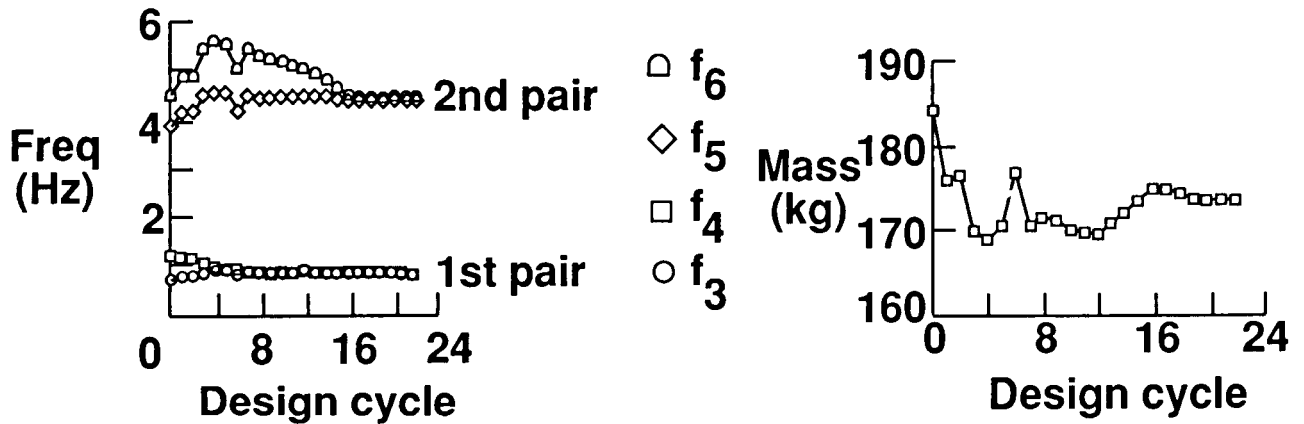 6
4
2
0
8
16
24
Freq
(Hz)
Design cycle
2nd pair
1st pair
f6
f5
f4
f3
190
180
170
160
0
8
16
24
Mass
(kg)
Design cycle